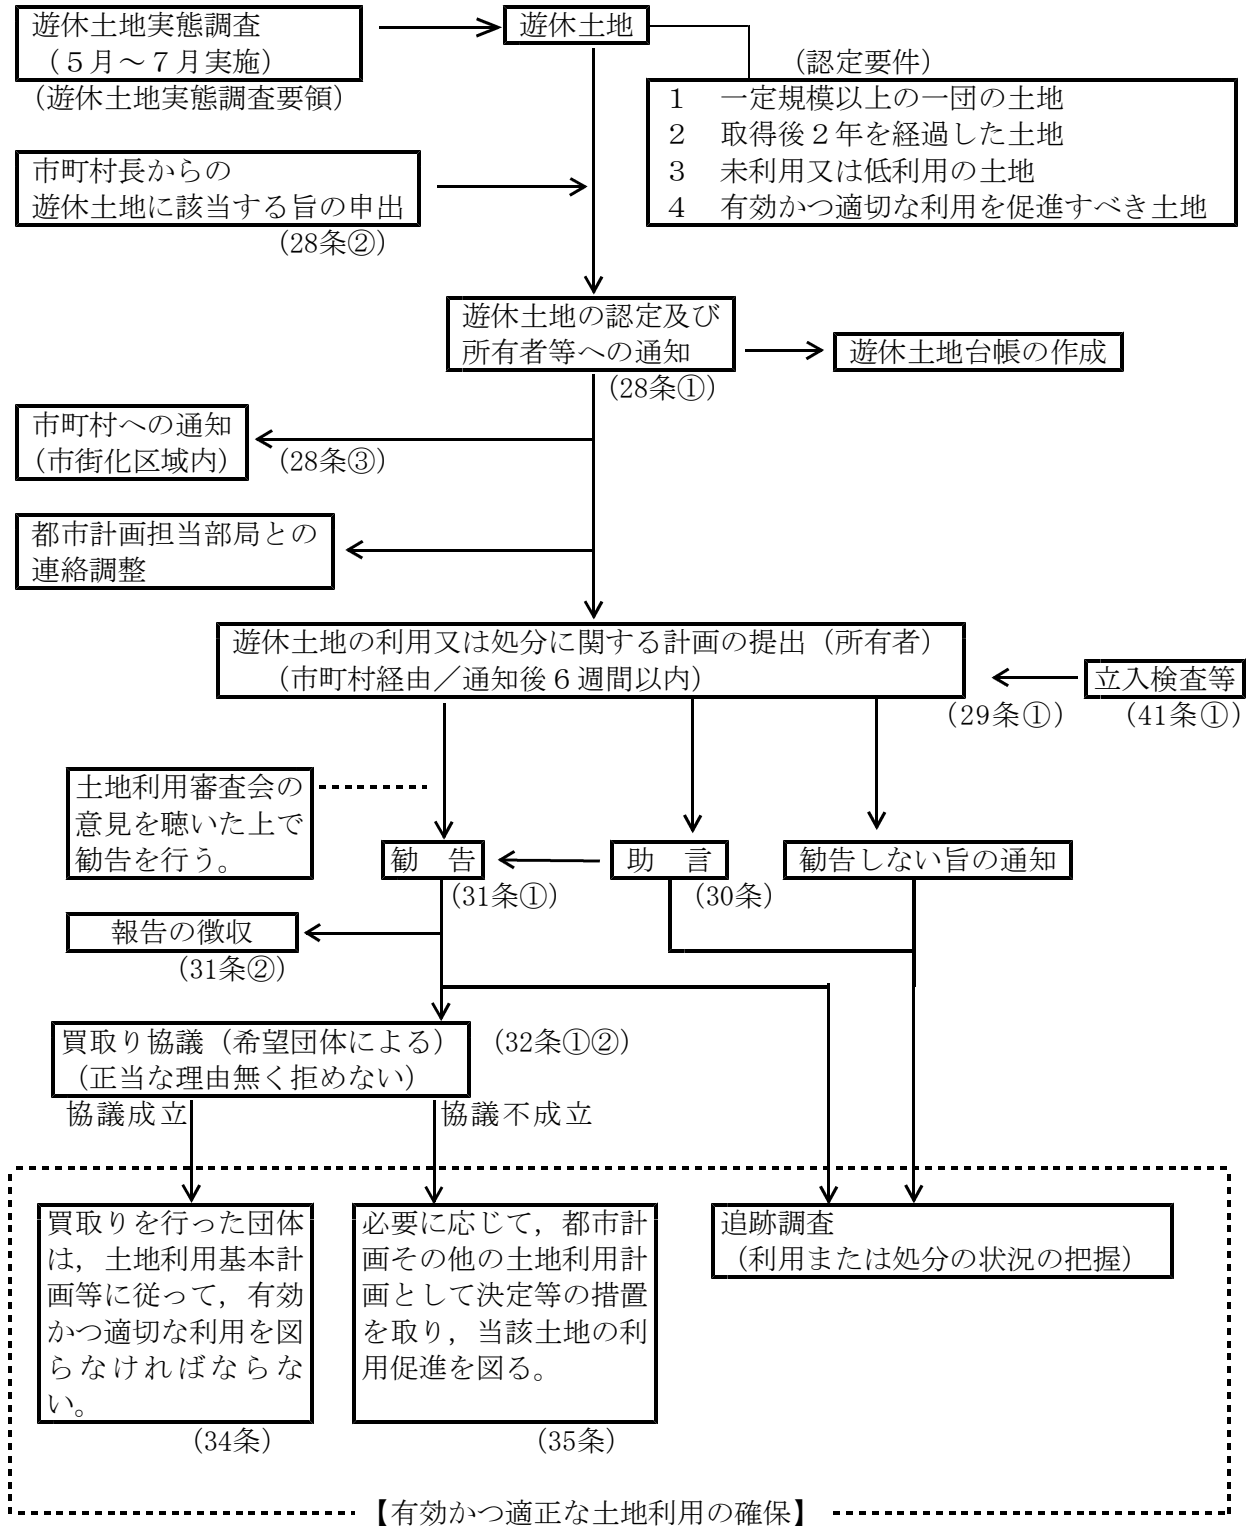 遊休土地実態調査
（５月～７月実施）
（遊休土地実態調査要領）
遊休土地
（認定要件）
１　一定規模以上の一団の土地
２　取得後２年を経過した土地
３　未利用又は低利用の土地
４　有効かつ適切な利用を促進すべき土地
市町村長からの
遊休土地に該当する旨の申出
（28条②）
遊休土地の認定及び
所有者等への通知
（28条①）
遊休土地台帳の作成
市町村への通知
（市街化区域内）
（28条③）
都市計画担当部局との
連絡調整
遊休土地の利用又は処分に関する計画の提出（所有者）
（市町村経由／通知後６週間以内）
（29条①）
立入検査等
（41条①）
土地利用審査会の
意見を聴いた上で
勧告を行う。
勧　告
（31条①）
助　言
（30条）
勧告しない旨の通知
報告の徴収
（31条②）
買取り協議（希望団体による）
（正当な理由無く拒めない）
（32条①②）
協議成立
協議不成立
買取りを行った団体
は，土地利用基本計
画等に従って，有効
かつ適切な利用を図
らなければならな
い。
（34条）
必要に応じて，都市計
画その他の土地利用計
画として決定等の措置
を取り，当該土地の利
用促進を図る。
（35条）
追跡調査
（利用または処分の状況の把握）
【有効かつ適正な土地利用の確保】